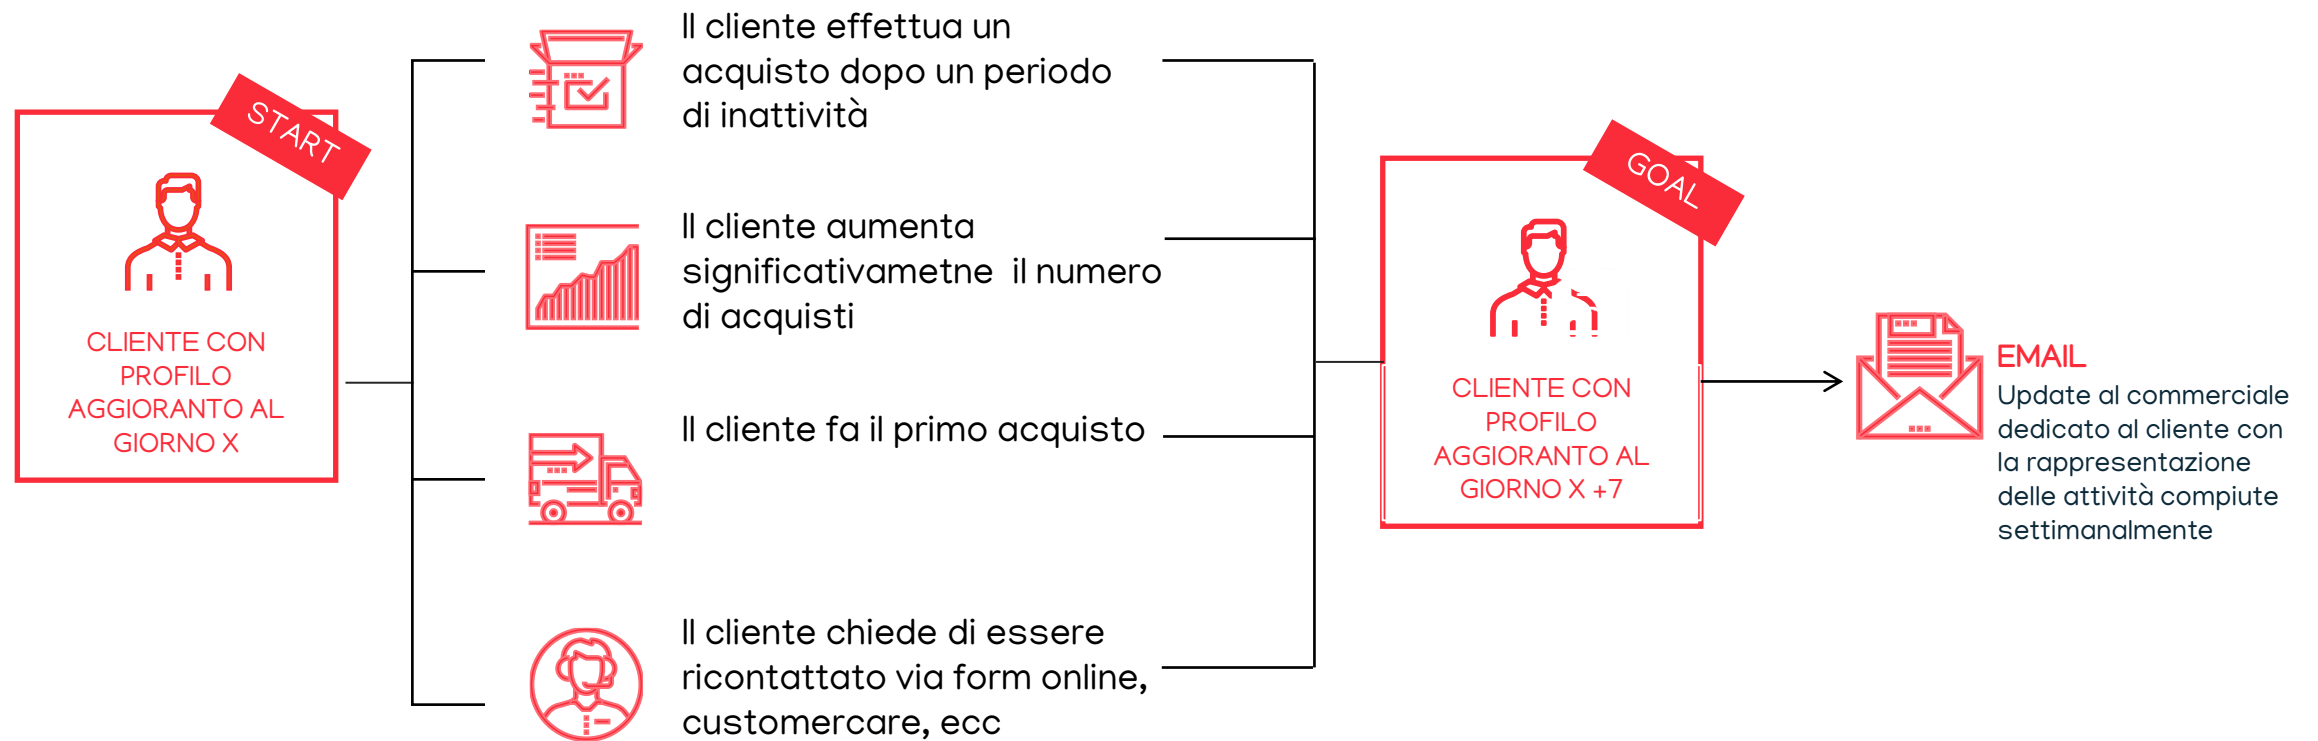 START
CLIENTE CON
PROFILO
AGGIORANTO AL
GIORNO X
Il cliente effettua un
acquisto dopo un periodo
di inattività
Il cliente aumenta
significativametne il numero
di acquisti
Il cliente fa il primo acquisto
Il cliente chiede di essere
ricontattato via form online,
customercare, ecc
GOAL
CLIENTE CON
PROFILO
AGGIORANTO AL
GIORNO X +7
EMAIL
Update al commerciale
dedicato al cliente con
la rappresentazione
delle attività compiute
settimanalmente